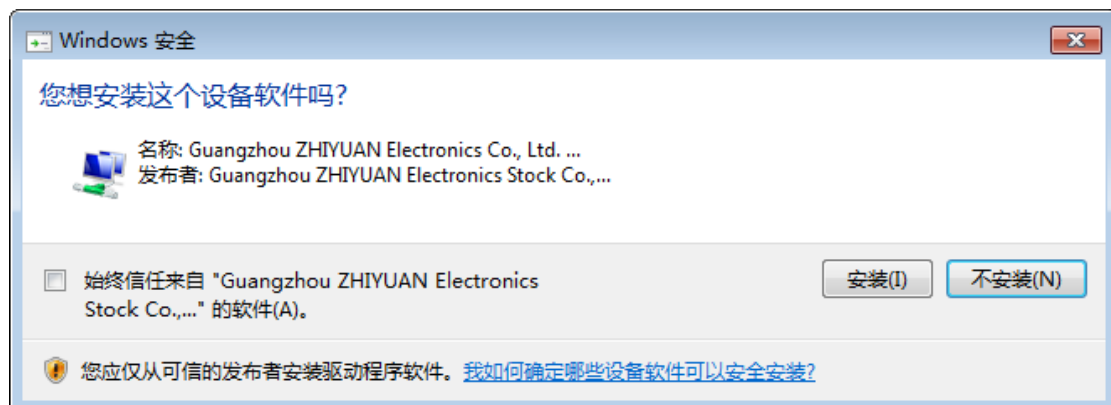 Windows 安全
您想安装这个设备软件吗?
名称: Guangzhou ZHIYUAN Electronics Co., Ltd. ...
发布者: Guangzhou ZHIYUAN Electronics Stock Co.,...
始终信任来自 "Guangzhou ZHIYUAN Electronics
Stock Co.,..." 的软件(A)。
安装(I)
不安装(N)
您应仅从可信的发布者安装驱动程序软件。我如何确定哪些设备软件可以安全安装?